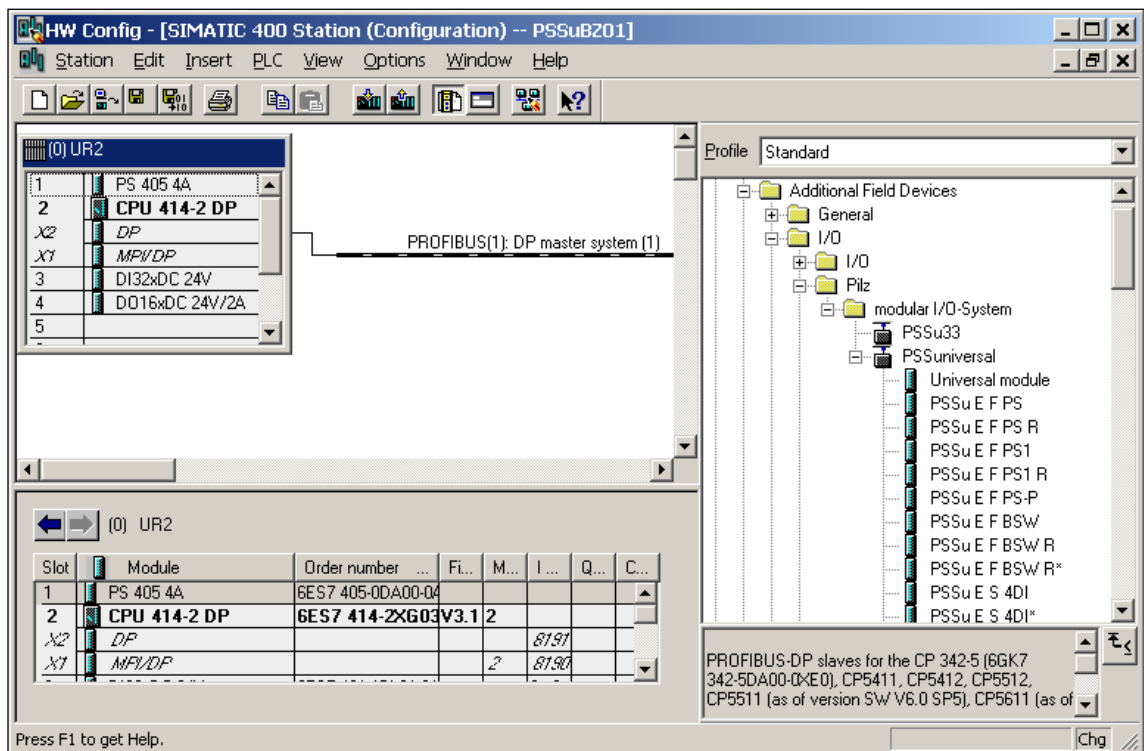 HW Config - [SIMATIC 400 Station (Configuration) -- PSSuBZ01]
Station Edit Insert PLC View Options Window Help
(0) UR2
1 PS 405 4A
2 CPU 414-2 DP
X2 DP
X1 MPI/DP
3 DI32xDC 24V
4 DO16xDC 24V/2A
5
PROFIBUS(1): DP master system (1)
Profile Standard
Additional Field Devices
General
I/O
I/O
Pilz
modular I/O-System
PSSu33
PSSuniversal
Universal module
PSSu E F PS
PSSu E F PS R
PSSu E F PS1
PSSu E F PS1 R
PSSu E F PS-P
PSSu E F BSW
PSSu E F BSW R
PSSu E F BSW R*
PSSu E S 4DI
PSSu E S 4DI*
(0) UR2
Slot Module Order number ... Fi... M... I ... Q... C...
1 PS 405 4A 6ES7 405-0DA00-0A
2 CPU 414-2 DP 6ES7 414-2XG03 V3.1 2
X2 DP 8191
X1 MPI/DP 2 8190
PROFIBUS-DP slaves for the CP 342-5 (6GK7
342-5DA00-0XE0), CP5411, CP5412, CP5512,
CP5511 (as of version SW V6.0 SP5), CP5611 (as of
Press F1 to get Help.
Chg